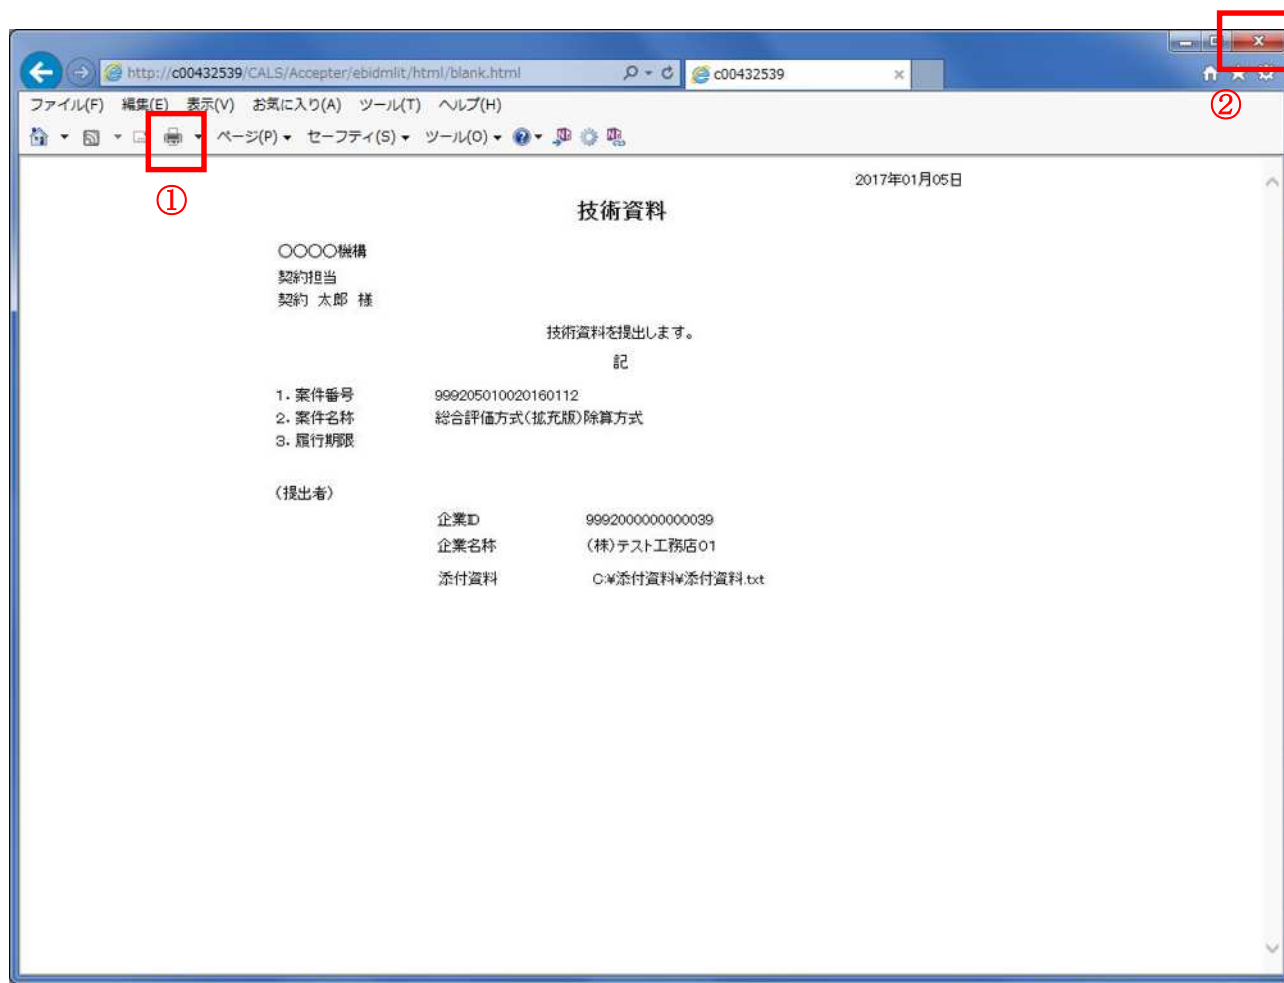 http://c00432539/CALS/Accepter/ebidmlit/html/blank.html
c00432539
ファイル(F) 編集(E) 表示(V) お気に入り(A) ツール(T) ヘルプ(H)
②
ページ(P) セーフティ(S) ツール(O)
①
2017年01月05日
技術資料
〇〇〇〇機構
契約担当
契約 太郎 様
技術資料を提出します。
記
1. 案件番号 999205010020160112
2. 案件名称 総合評価方式(拡充版)除算方式
3. 履行期限
(提出者)
企業ID 9992000000000039
企業名称 (株)テスト工務店01
添付資料 C:¥添付資料¥添付資料.txt